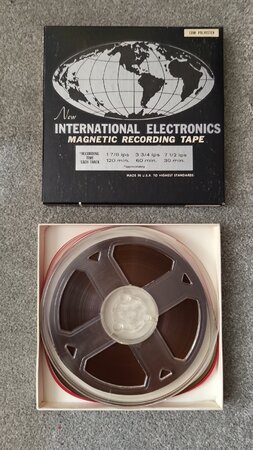 1200 POLYESTER
New
INTERNATIONAL ELECTRONICS
MAGNETIC RECORDING TAPE
*RECORDING TIME EACH TRACK
1 7/8 ips 3 3/4 ips 7 1/2 ips
120 min. 60 min. 30 min.
*Approximately
MADE IN U.S.A. TO HIGHEST STANDARDS.